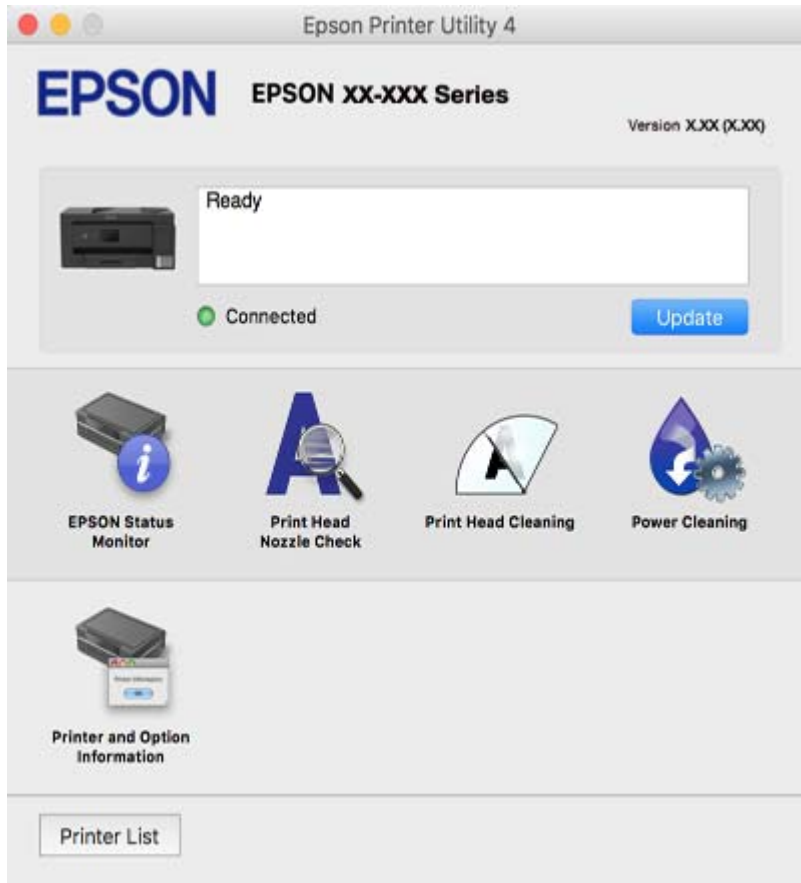 Epson Printer Utility 4
EPSON
EPSON XX-XXX Series
Version X.XX (X.XX)
Ready
Connected
Update
EPSON Status
Monitor
Print Head
Nozzle Check
Print Head Cleaning
Power Cleaning
Printer and Option
Information
Printer List